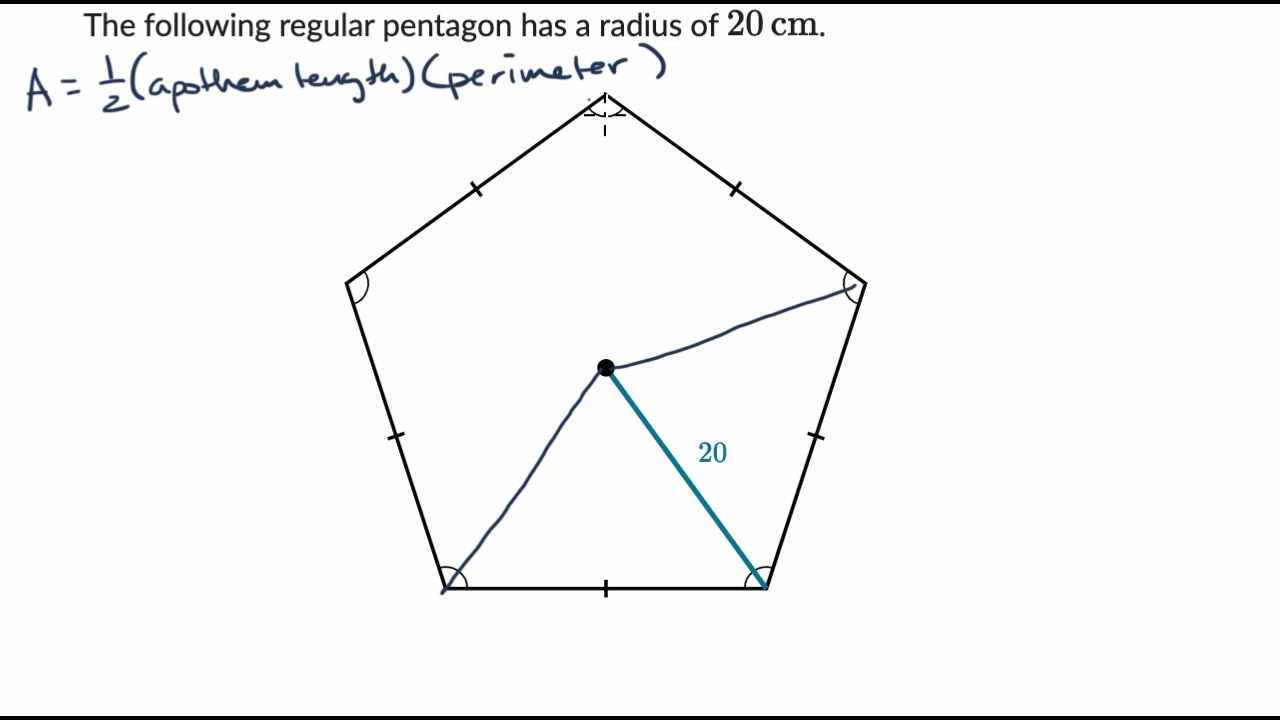 The following regular pentagon has a radius of 20 cm.
A = ½(apothem length)(perimeter)
20